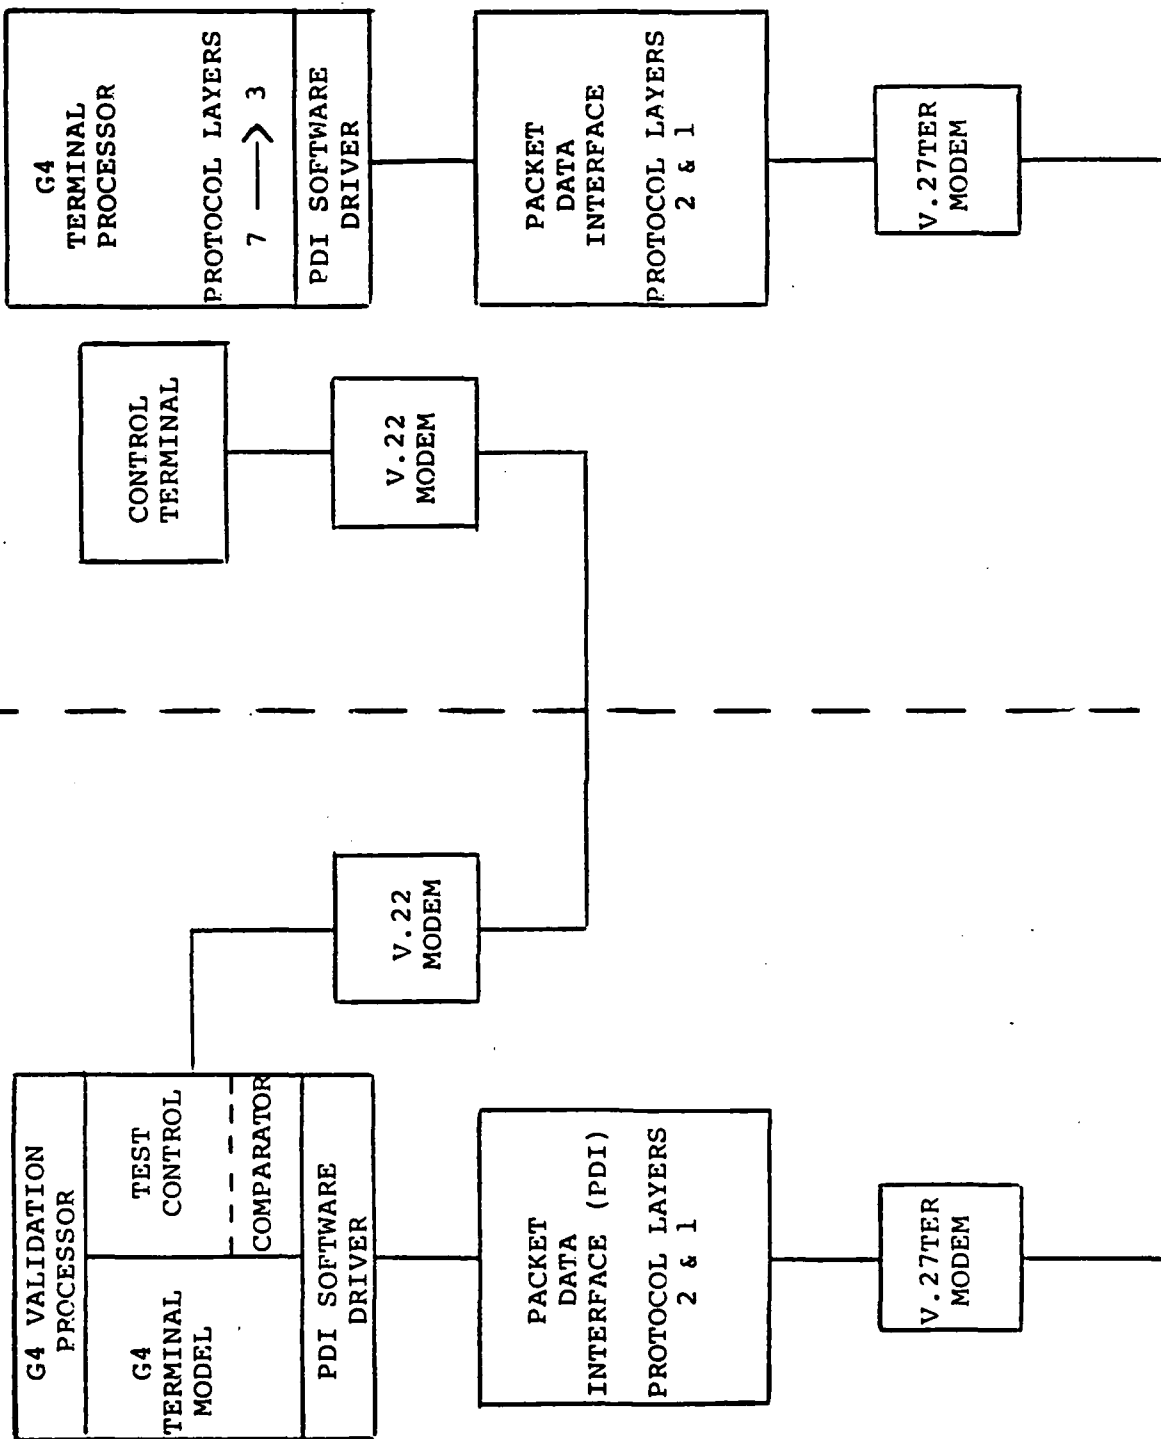 G4 VALIDATION
PROCESSOR
G4
TERMINAL
MODEL
TEST
CONTROL
COMPARATOR
PDI SOFTWARE
DRIVER
PACKET
DATA
INTERFACE (PDI)
PROTOCOL LAYERS
2 & 1
V.27TER
MODEM
V.22
MODEM
CONTROL
TERMINAL
V.22
MODEM
G4
TERMINAL
PROCESSOR
PROTOCOL LAYERS
7 ⟶ 3
PDI SOFTWARE
DRIVER
PACKET
DATA
INTERFACE
PROTOCOL LAYERS
2 & 1
V.27TER
MODEM